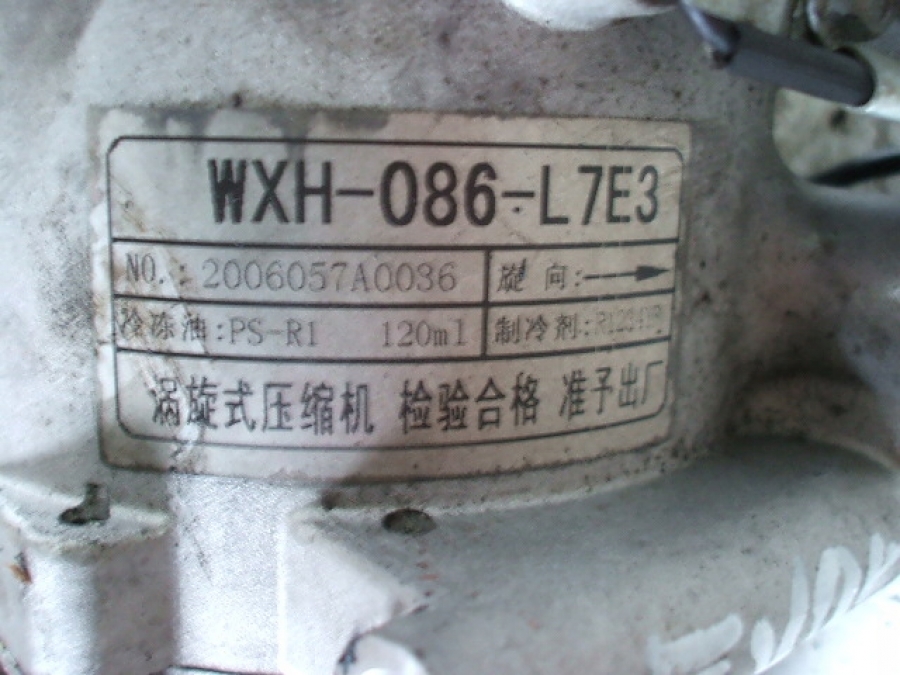 WXH-086-L7E3
NO.: 2006057A0036 旋 向:→
冷冻油:PS-R1 120ml 制冷剂:
涡旋式压缩机 检验合格 准予出厂